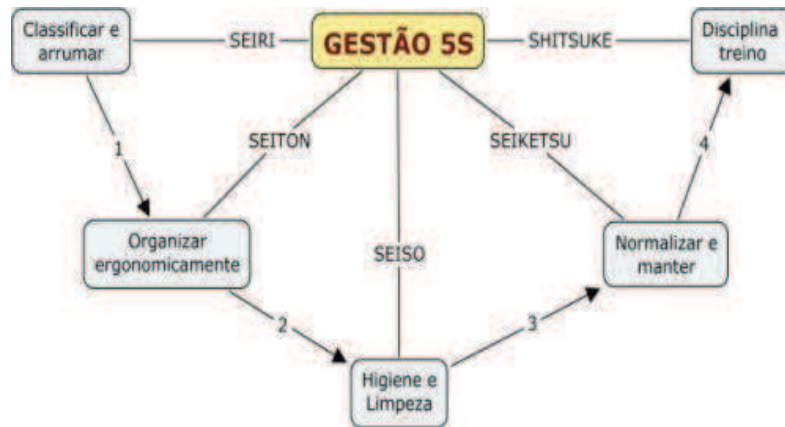 Classificar e
arrumar
SEIRI
GESTÃO 5S
SHITSUKE
Disciplina
treino
1
SEITON
SEIKETSU
4
Organizar
ergonomicamente
SEISO
Normalizar e
manter
2
3
Higiene e
Limpeza